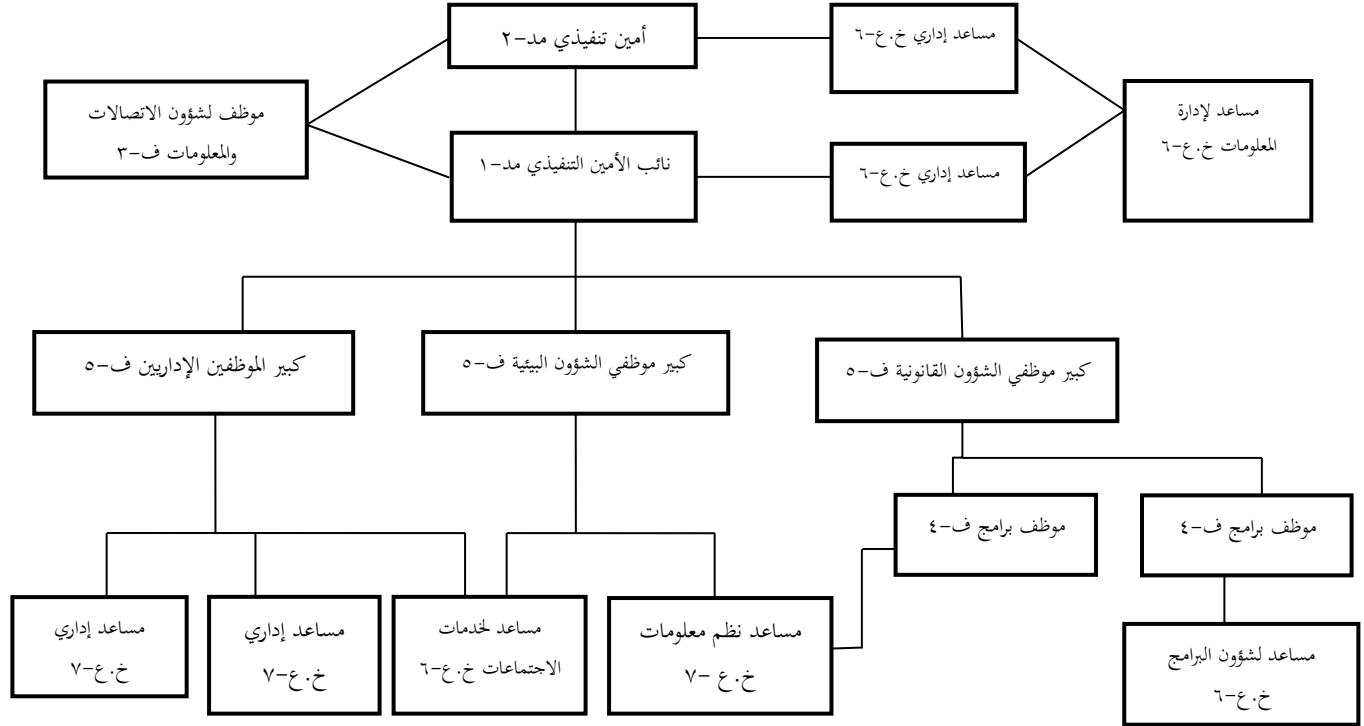 أمين تنفيذي مد-٢
مساعد إداري خ.ع-٦
موظف لشؤون الاتصالات
والمعلومات ف-٣
مساعد لإدارة
المعلومات خ.ع-٦
نائب الأمين التنفيذي مد-١
مساعد إداري خ.ع-٦
كبير موظفي الشؤون القانونية ف-٥
كبير موظفي الشؤون البيئية ف-٥
كبير الموظفين الإداريين ف-٥
موظف برامج ف-٤
موظف برامج ف-٤
مساعد لشؤون البرامج
خ.ع-٦
مساعد نظم معلومات
خ.ع -٧
مساعد لخدمات
الاجتماعات خ.ع-٦
مساعد إداري
خ.ع-٧
مساعد إداري
خ.ع-٧